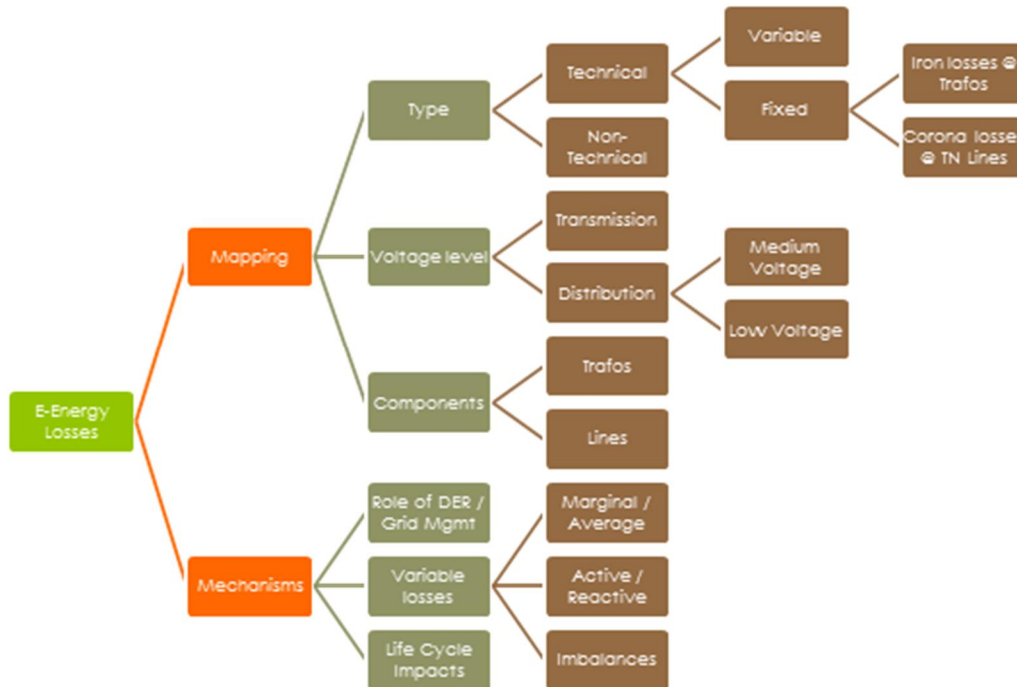 Variable
Technical
Iron losses @
Trafos
Type
Fixed
Non-
Technical
Corona losses
@ TN Lines
Transmission
Mapping
Voltage level
Medium
Voltage
Distribution
Low Voltage
Trafos
Components
E-Energy
Losses
Lines
Role of DER /
Grid Mgmt
Marginal /
Average
Mechanisms
Variable
losses
Active /
Reactive
Life Cycle
Impacts
Imbalances